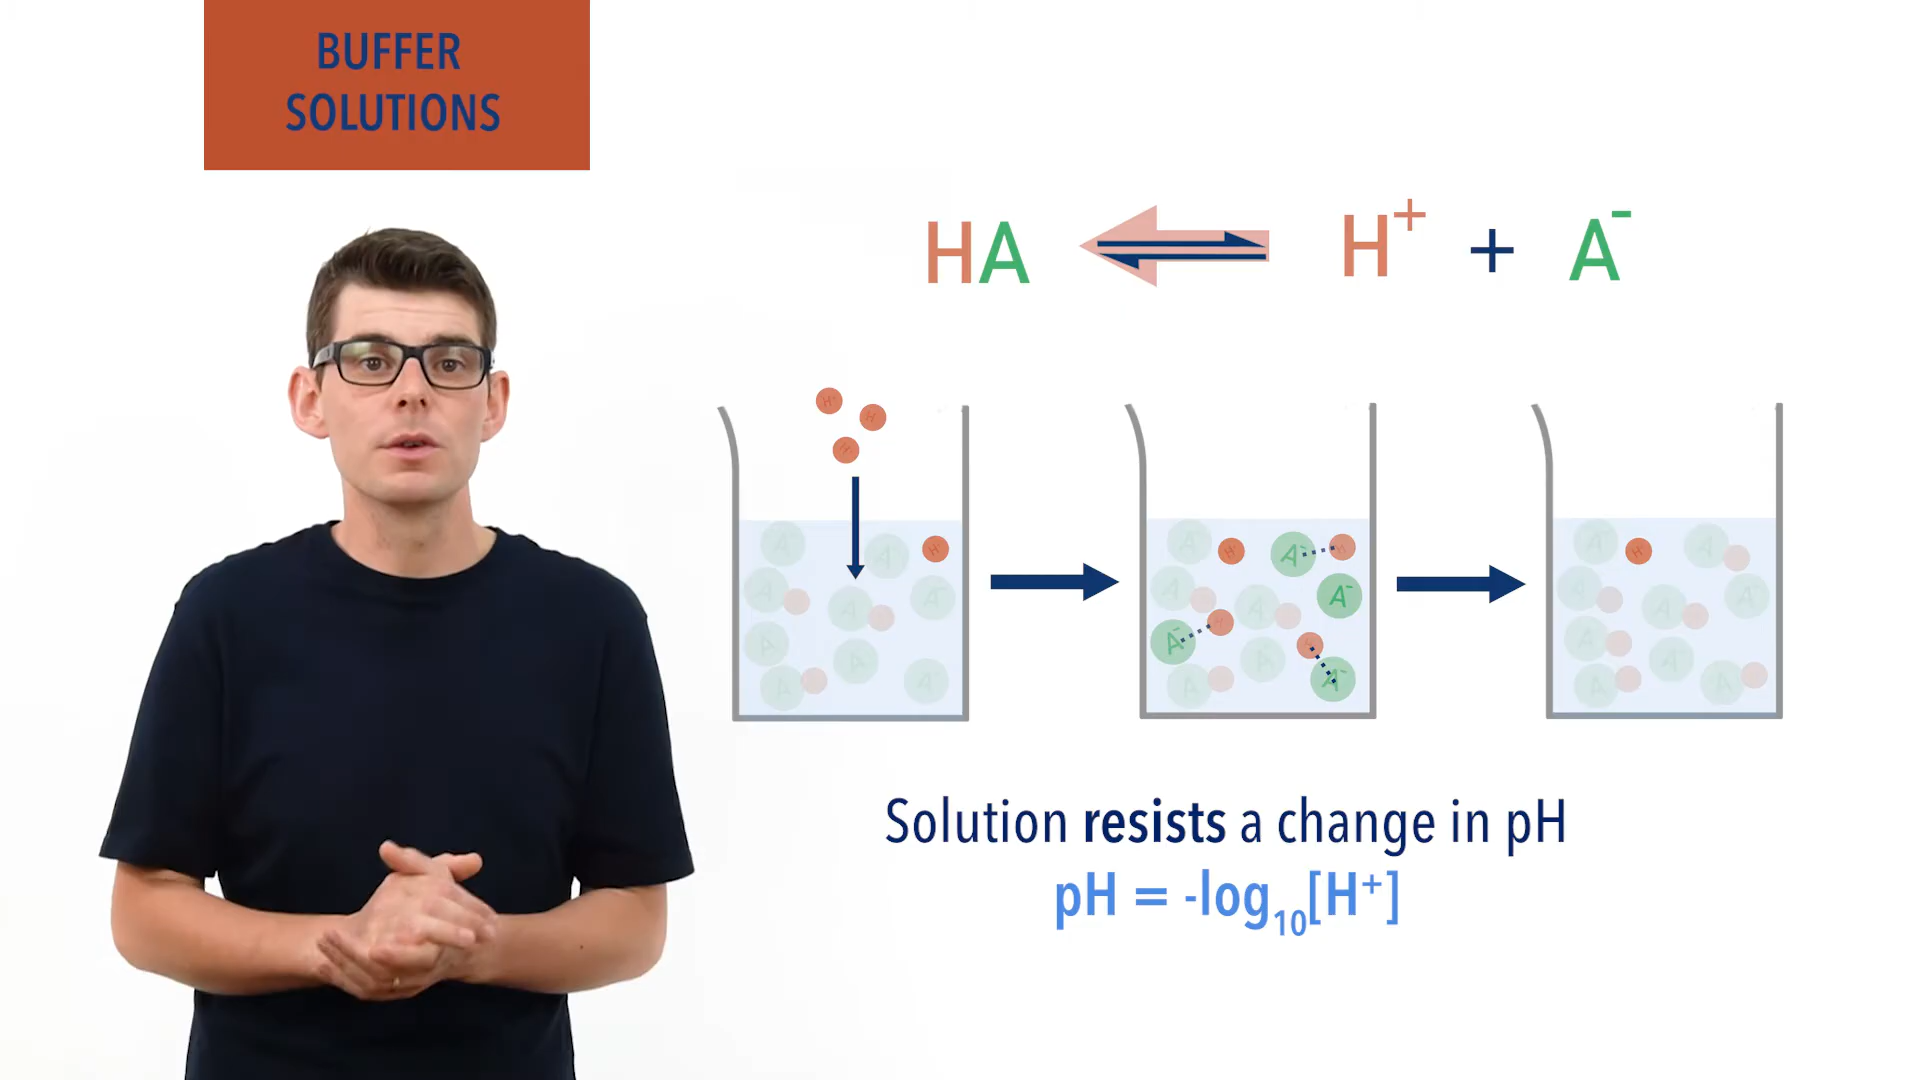 BUFFER
SOLUTIONS
HA H⁺ + A⁻
H⁺ H⁺ H⁺
A⁻ A⁻ H⁺ A A⁻ A A⁻ A⁻ A A⁻
A⁻ H⁺ A⁻ H⁺ A A⁻ A⁻ A⁻ H⁺ A⁻ H⁺ A⁻ A A⁻
A⁻ H⁺ A A A A⁻ A A⁻ A A
Solution resists a change in pH
pH = -log₁₀[H⁺]